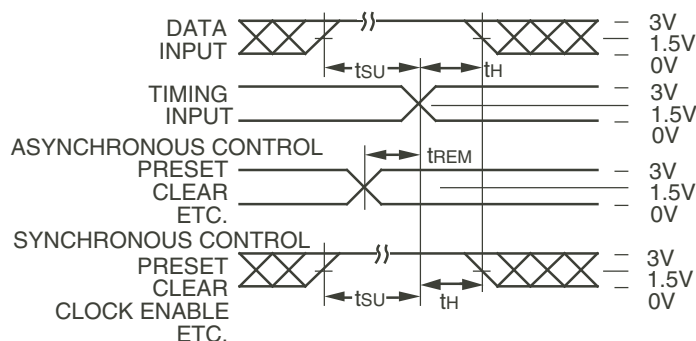 DATA
INPUT
3V
1.5V
0V
tSU
tH
TIMING
INPUT
3V
1.5V
0V
ASYNCHRONOUS CONTROL
PRESET
CLEAR
ETC.
tREM
3V
1.5V
0V
SYNCHRONOUS CONTROL
PRESET
CLEAR
CLOCK ENABLE
ETC.
tSU
tH
3V
1.5V
0V